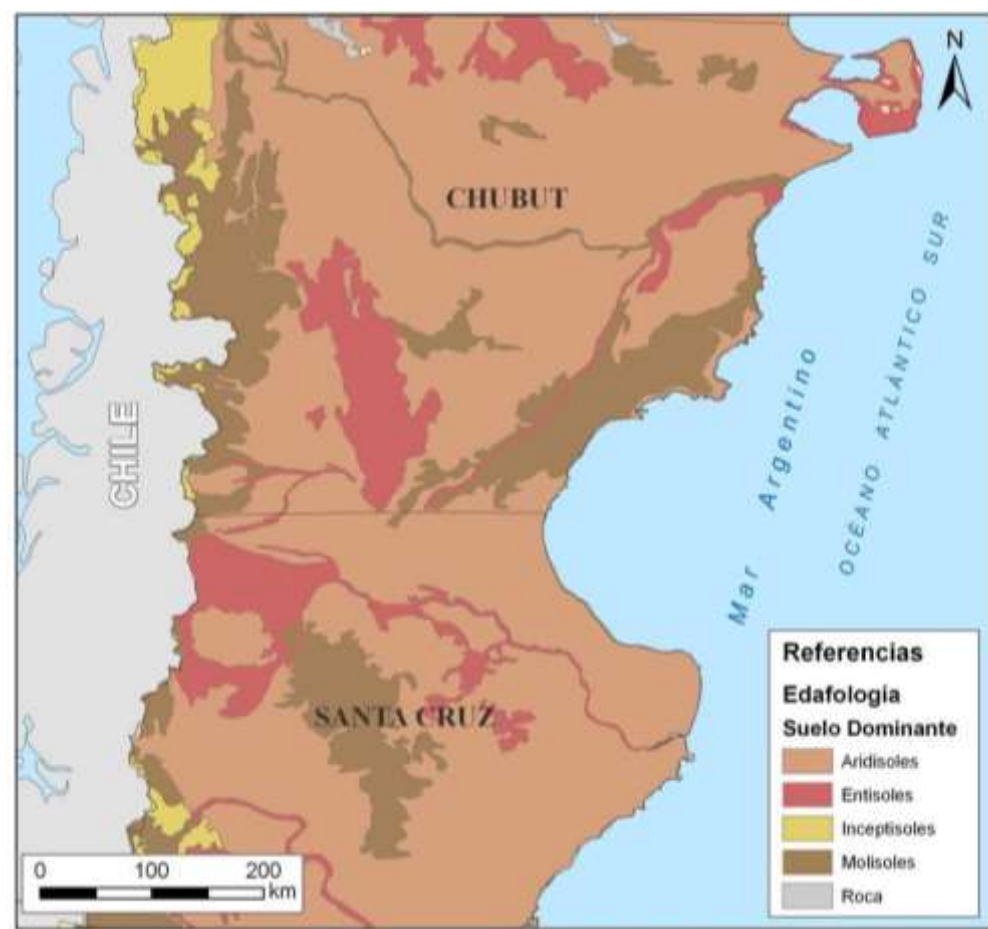 N
CHUBUT
CHILE
Mar Argentino
OCÉANO ATLÁNTICO SUR
SANTA CRUZ
Referencias
Edafología
Suelo Dominante
Aridisoles
Entisoles
Inceptisoles
Molisoles
Roca
0 100 200
km